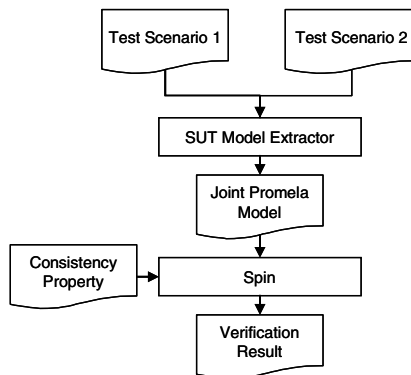 Test Scenario 1
Test Scenario 2
SUT Model Extractor
Joint Promela
Model
Consistency
Property
Spin
Verification
Result